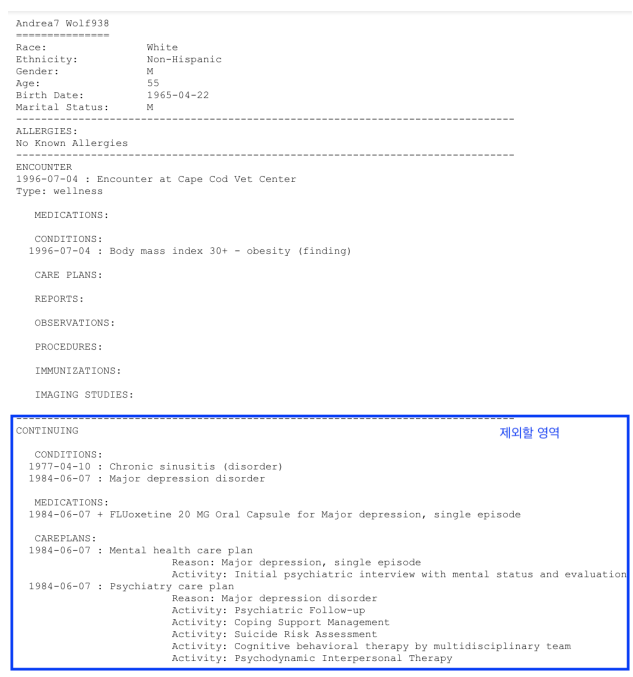 Andrea7 Wolf938
===============
Race:                White
Ethnicity:           Non-Hispanic
Gender:              M
Age:                 55
Birth Date:          1965-04-22
Marital Status:      M
--------------------------------------------------------------------------------
ALLERGIES:
No Known Allergies
--------------------------------------------------------------------------------
ENCOUNTER
1996-07-04 : Encounter at Cape Cod Vet Center
Type: wellness
MEDICATIONS:
CONDITIONS:
1996-07-04 : Body mass index 30+ - obesity (finding)
CARE PLANS:
REPORTS:
OBSERVATIONS:
PROCEDURES:
IMMUNIZATIONS:
IMAGING STUDIES:
--------------------------------------------------------------------------------
CONTINUING
제외할 영역
CONDITIONS:
1977-04-10 : Chronic sinusitis (disorder)
1984-06-07 : Major depression disorder
MEDICATIONS:
1984-06-07 + FLUoxetine 20 MG Oral Capsule for Major depression, single episode
CAREPLANS:
1984-06-07 : Mental health care plan
Reason: Major depression, single episode
Activity: Initial psychiatric interview with mental status and evaluation
1984-06-07 : Psychiatry care plan
Reason: Major depression disorder
Activity: Psychiatric Follow-up
Activity: Coping Support Management
Activity: Suicide Risk Assessment
Activity: Cognitive behavioral therapy by multidisciplinary team
Activity: Psychodynamic Interpersonal Therapy